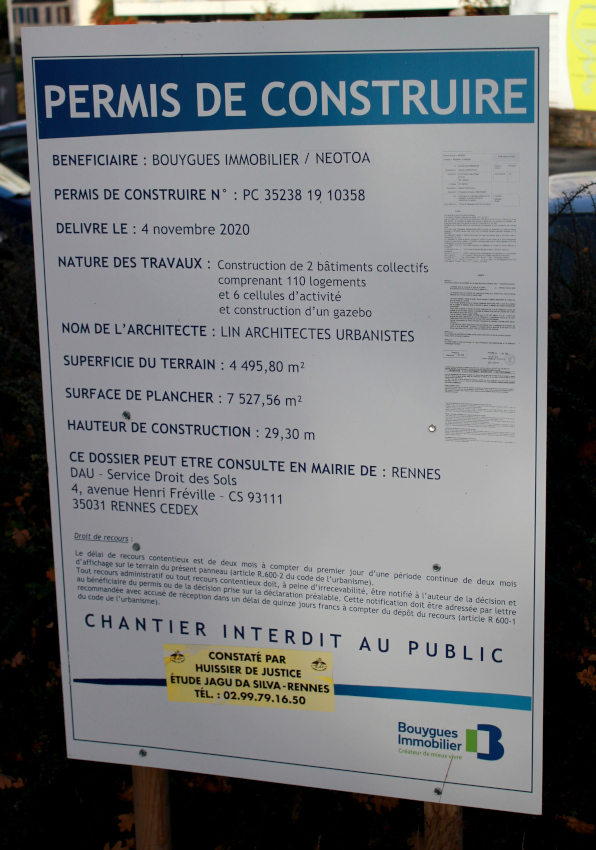 PERMIS DE CONSTRUIRE
BENEFICIAIRE : BOUYGUES IMMOBILIER / NEOTOA
PERMIS DE CONSTRUIRE N° : PC 35238 19 10358
DELIVRE LE : 4 novembre 2020
NATURE DES TRAVAUX : Construction de 2 bâtiments collectifs
comprenant 110 logements
et 6 cellules d'activité
et construction d'un gazebo
NOM DE L'ARCHITECTE : LIN ARCHITECTES URBANISTES
SUPERFICIE DU TERRAIN : 4 495,80 m²
SURFACE DE PLANCHER : 7 527,56 m²
HAUTEUR DE CONSTRUCTION : 29,30 m
CE DOSSIER PEUT ETRE CONSULTE EN MAIRIE DE : RENNES
DAU - Service Droit des Sols
4, avenue Henri Fréville - CS 93111
35031 RENNES CEDEX
Droit de recours :
Le délai de recours contentieux est de deux mois à compter du premier jour d'une période continue de deux mois
d'affichage sur le terrain du présent panneau (article R.600-2 du code de l'urbanisme).
Tout recours administratif ou tout recours contentieux doit, à peine d'irrecevabilité, être notifié à l'auteur de la décision et
au bénéficiaire du permis ou de la décision prise sur la déclaration préalable. Cette notification doit être adressée par lettre
recommandée avec accusé de réception dans un délai de quinze jours francs à compter du dépôt du recours (article R 600-1
du code de l'urbanisme).
CHANTIER INTERDIT AU PUBLIC
CONSTATÉ PAR
HUISSIER DE JUSTICE
ÉTUDE JAGU DA SILVA-RENNES
TÉL. : 02.99.79.16.50
Bouygues
Immobilier
Créateur de mieux vivre